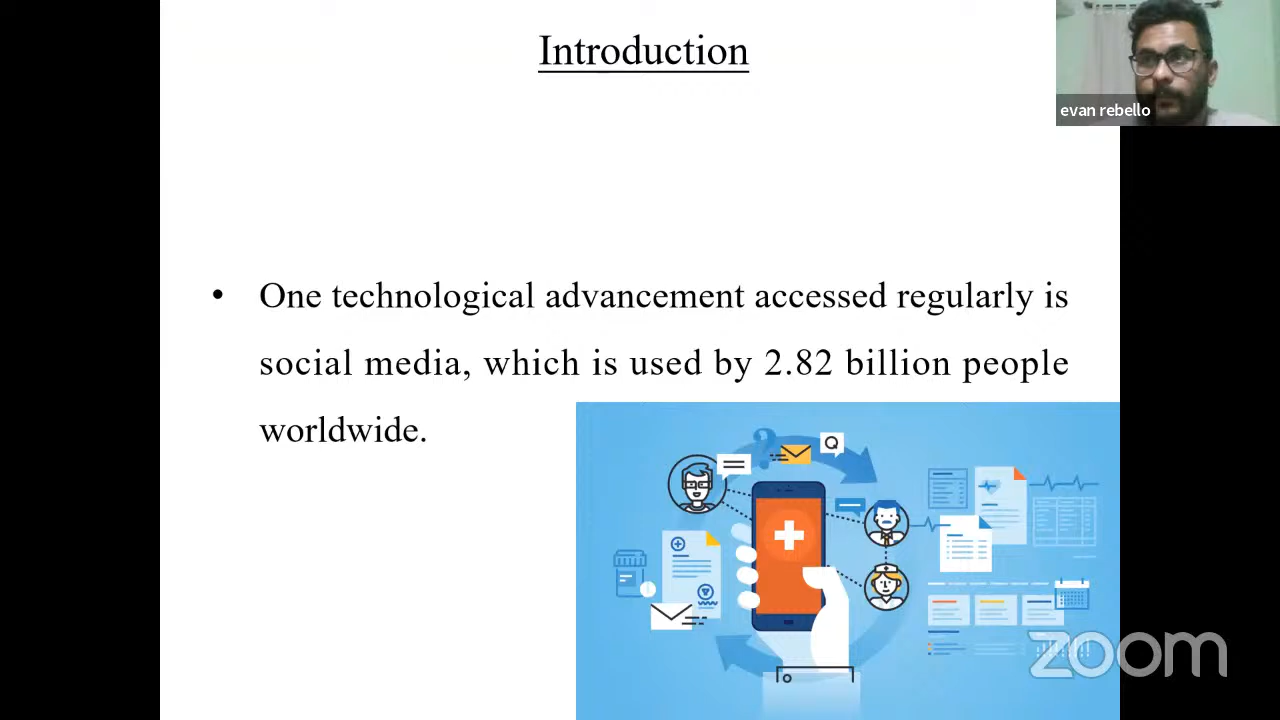 Introduction
evan rebello
• One technological advancement accessed regularly is
social media, which is used by 2.82 billion people
worldwide.
?
Q
zoom